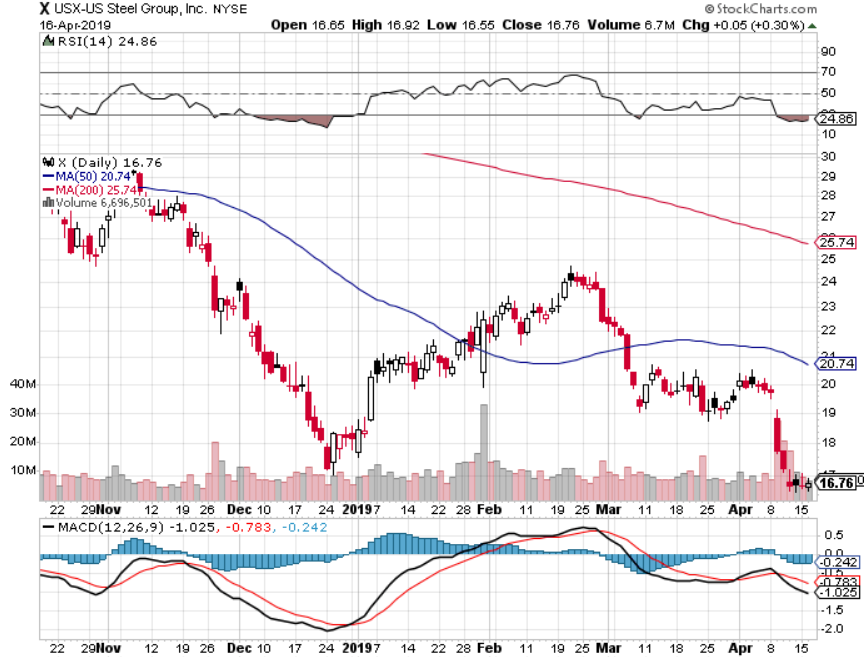 X USX-US Steel Group, Inc. NYSE © StockCharts.com
16-Apr-2019 Open 16.65 High 16.92 Low 16.55 Close 16.76 Volume 6.7M Chg +0.05 (+0.30%)
RSI(14) 24.86
90
70
50
30
24.86
10
X (Daily) 16.76
MA(50) 20.74
MA(200) 25.74
Volume 6,696,501
30
29
28
27
26
25.74
25
24
23
22
21
20.74
20
19
18
17
16.76
40M
30M
20M
10M
22 29 Nov 12 19 26 Dec 10 17 24 2019 7 14 22 28 Feb 11 19 25 Mar 11 18 25 Apr 8 15
MACD(12,26,9) -1.025, -0.783, -0.242
0.5
0.0
-0.242
-0.5
-0.783
-1.025
-1.5
-2.0
22 29 Nov 12 19 26 Dec 10 17 24 2019 7 14 22 28 Feb 11 19 25 Mar 11 18 25 Apr 8 15